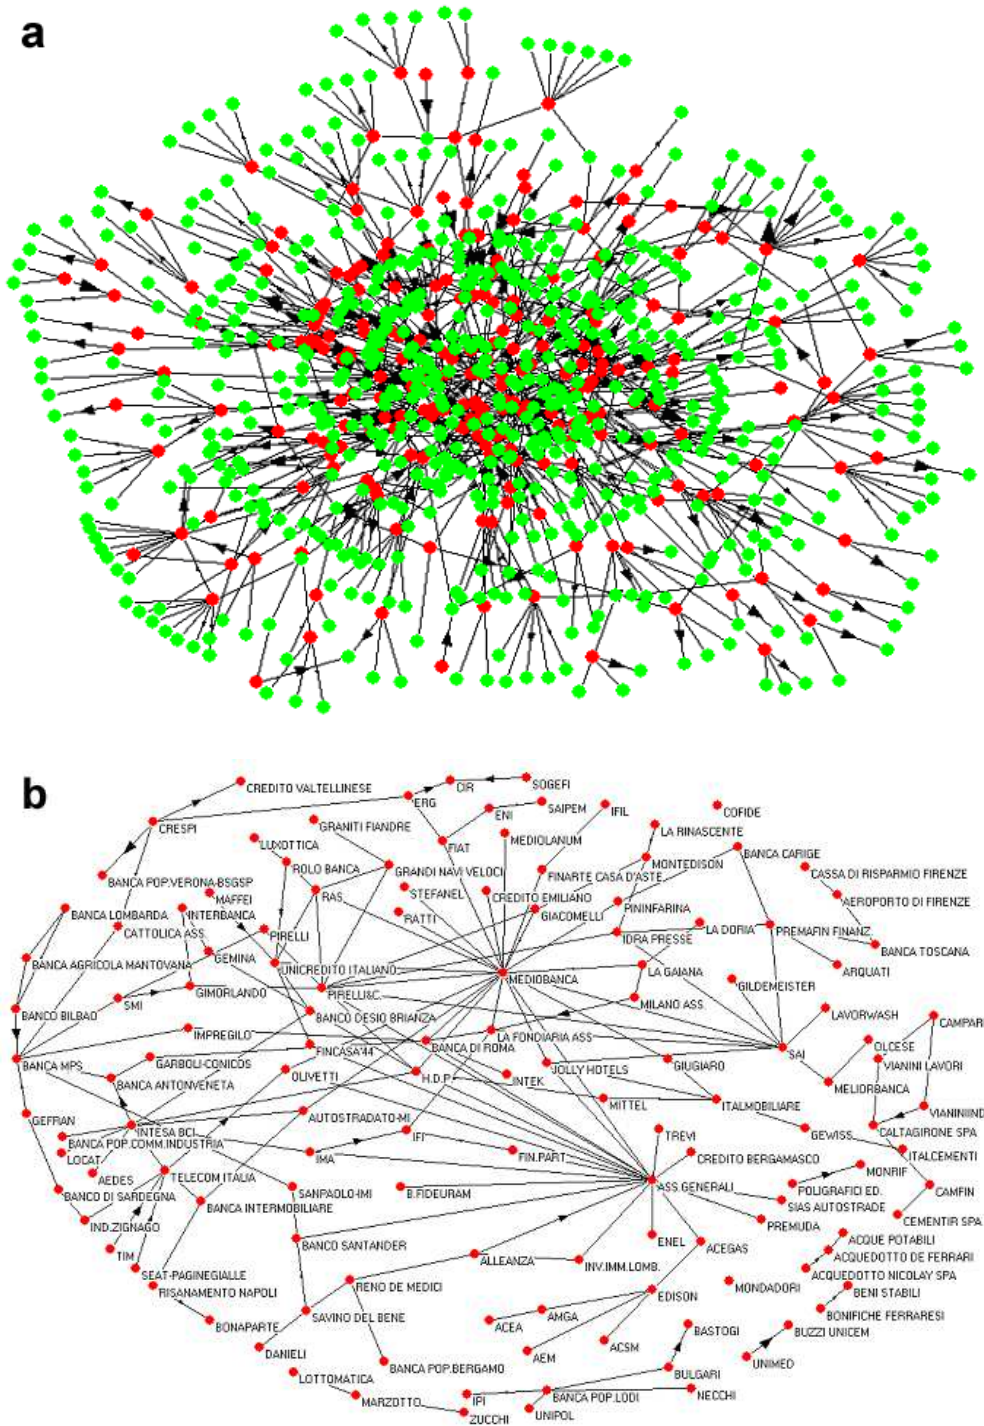 a
b
CREDITO VALTELLINESE
CIR
SOGEFI
ERG
CRESPI
ENI
SAIPEM
IFIL
COFIDE
GRANITI FIANDRE
LA RINASCENTE
LUXOTTICA
FIAT
MEDIOLANUM
BANCA CARIGE
ROLO BANCA
GRANDI NAVI VELOCI
FINARTE CASA D'ASTE
MONTEDISON
CASSA DI RISPARMIO FIRENZE
BANCA POP.VERONA-BSGSP
MAFFEI
RAS
STEFANEL
CREDITO EMILIANO
PININFARINA
AEROPORTO DI FIRENZE
BANCA LOMBARDA
INTERBANCA
RATTI
GIACOMELLI
CATTOLICA ASS.
PIRELLI
IDRA PRESSE
LA DORIA
PREMAFIN FINANZ.
BANCA TOSCANA
BANCA AGRICOLA MANTOVANA
GEMINA
UNICREDITO ITALIANO
MEDIOBANCA
LA GAIANA
ARQUATI
GIMORLANDO
PIRELLI&C.
GILDEMEISTER
SMI
MILANO ASS.
BANCO BILBAO
BANCO DESIO BRIANZA
LAVORWASH
CAMPARI
IMPREGILO
BANCA DI ROMA
LA FONDIARIA ASS
OLCESE
BANCA MPS
GARBOLI-CONICOS
FINCASA'44
SAI
VIANINI LAVORI
BANCA ANTONVENETA
OLIVETTI
H.D.P.
INTEK
JOLLY HOTELS
GIUGIARO
MELIORBANCA
GEFRAN
AUTOSTRADATO-MI
MITTEL
ITALMOBILIARE
VIANINIIND
INTESA BCI
IFI
GEWISS
CALTAGIRONE SPA
BANCA POP.COMM.INDUSTRIA
TREVI
LOCAT
IMA
FIN.PART
CREDITO BERGAMASCO
ITALCEMENTI
AEDES
TELECOM ITALIA
MONRIF
BANCO DI SARDEGNA
SANPAOLO-IMI
B.FIDEURAM
ASS.GENERALI
POLIGRAFICI ED.
CAMFIN
BANCA INTERMOBILIARE
SIAS AUTOSTRADE
IND.ZIGNAGO
PREMUDA
CEMENTIR SPA
TIM
BANCO SANTANDER
ENEL
ACEGAS
ACQUE POTABILI
ALLEANZA
INV.IMM.LOMB.
ACQUEDOTTO DE FERRARI
SEAT-PAGINEGIALLE
ACQUEDOTTO NICOLAY SPA
RISANAMENTO NAPOLI
RENO DE MEDICI
EDISON
MONDADORI
BENI STABILI
SAVINO DEL BENE
AMGA
BONIFICHE FERRARESI
BONAPARTE
ACEA
BASTOGI
BUZZI UNICEM
DANIELI
AEM
ACSM
BANCA POP.BERGAMO
UNIMED
LOTTOMATICA
BULGARI
MARZOTTO
IPI
BANCA POP.LODI
NECCHI
ZUCCHI
UNIPOL